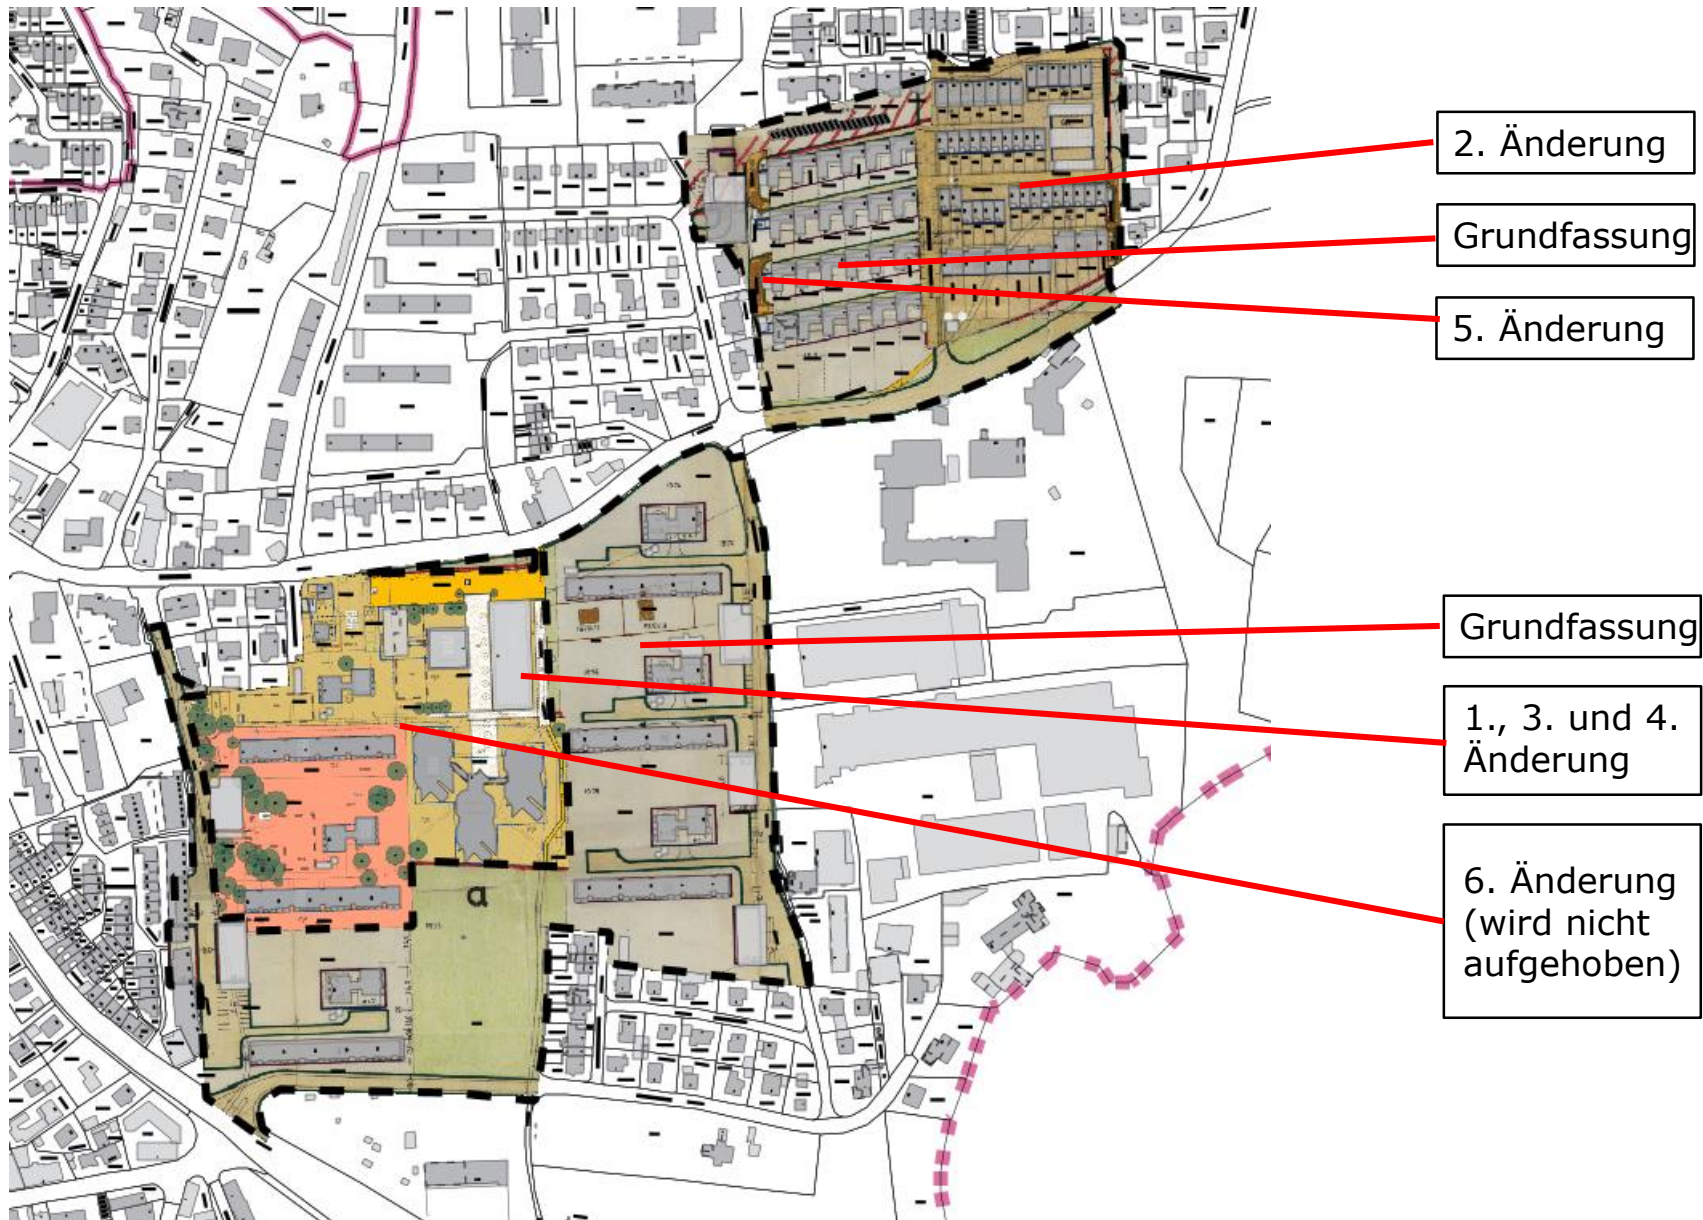 2. Änderung
Grundfassung
5. Änderung
Grundfassung
1., 3. und 4.
Änderung
6. Änderung
(wird nicht
aufgehoben)
a